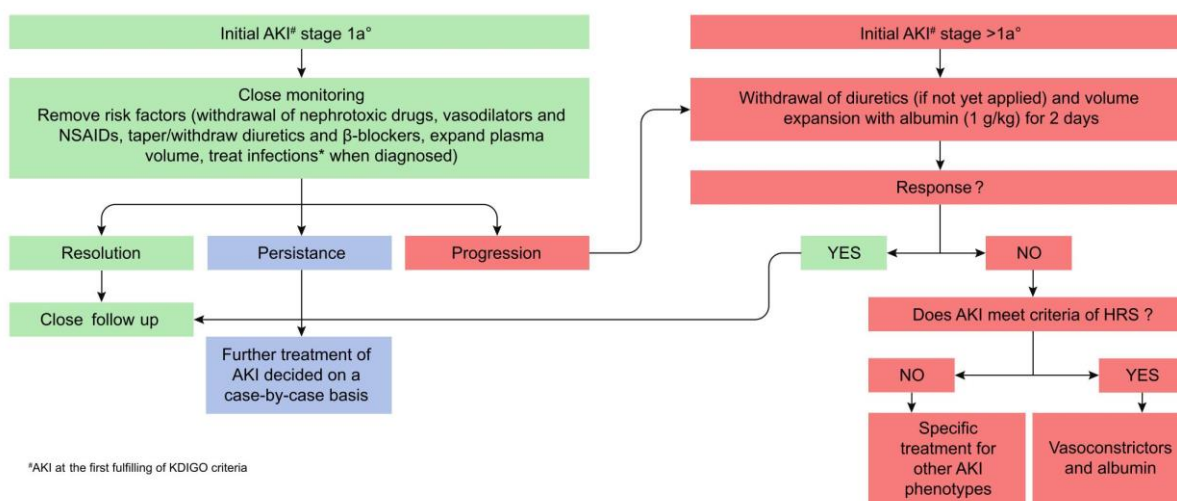 Initial AKI# stage 1a°
Close monitoring
Remove risk factors (withdrawal of nephrotoxic drugs, vasodilators and
NSAIDs, taper/withdraw diuretics and β-blockers, expand plasma
volume, treat infections* when diagnosed)
Resolution
Persistance
Progression
Close follow up
Further treatment of
AKI decided on a
case-by-case basis
#AKI at the first fulfilling of KDIGO criteria
Initial AKI# stage >1a°
Withdrawal of diuretics (if not yet applied) and volume
expansion with albumin (1 g/kg) for 2 days
Response ?
YES
NO
Does AKI meet criteria of HRS ?
NO
YES
Specific
treatment for
other AKI
phenotypes
Vasoconstrictors
and albumin